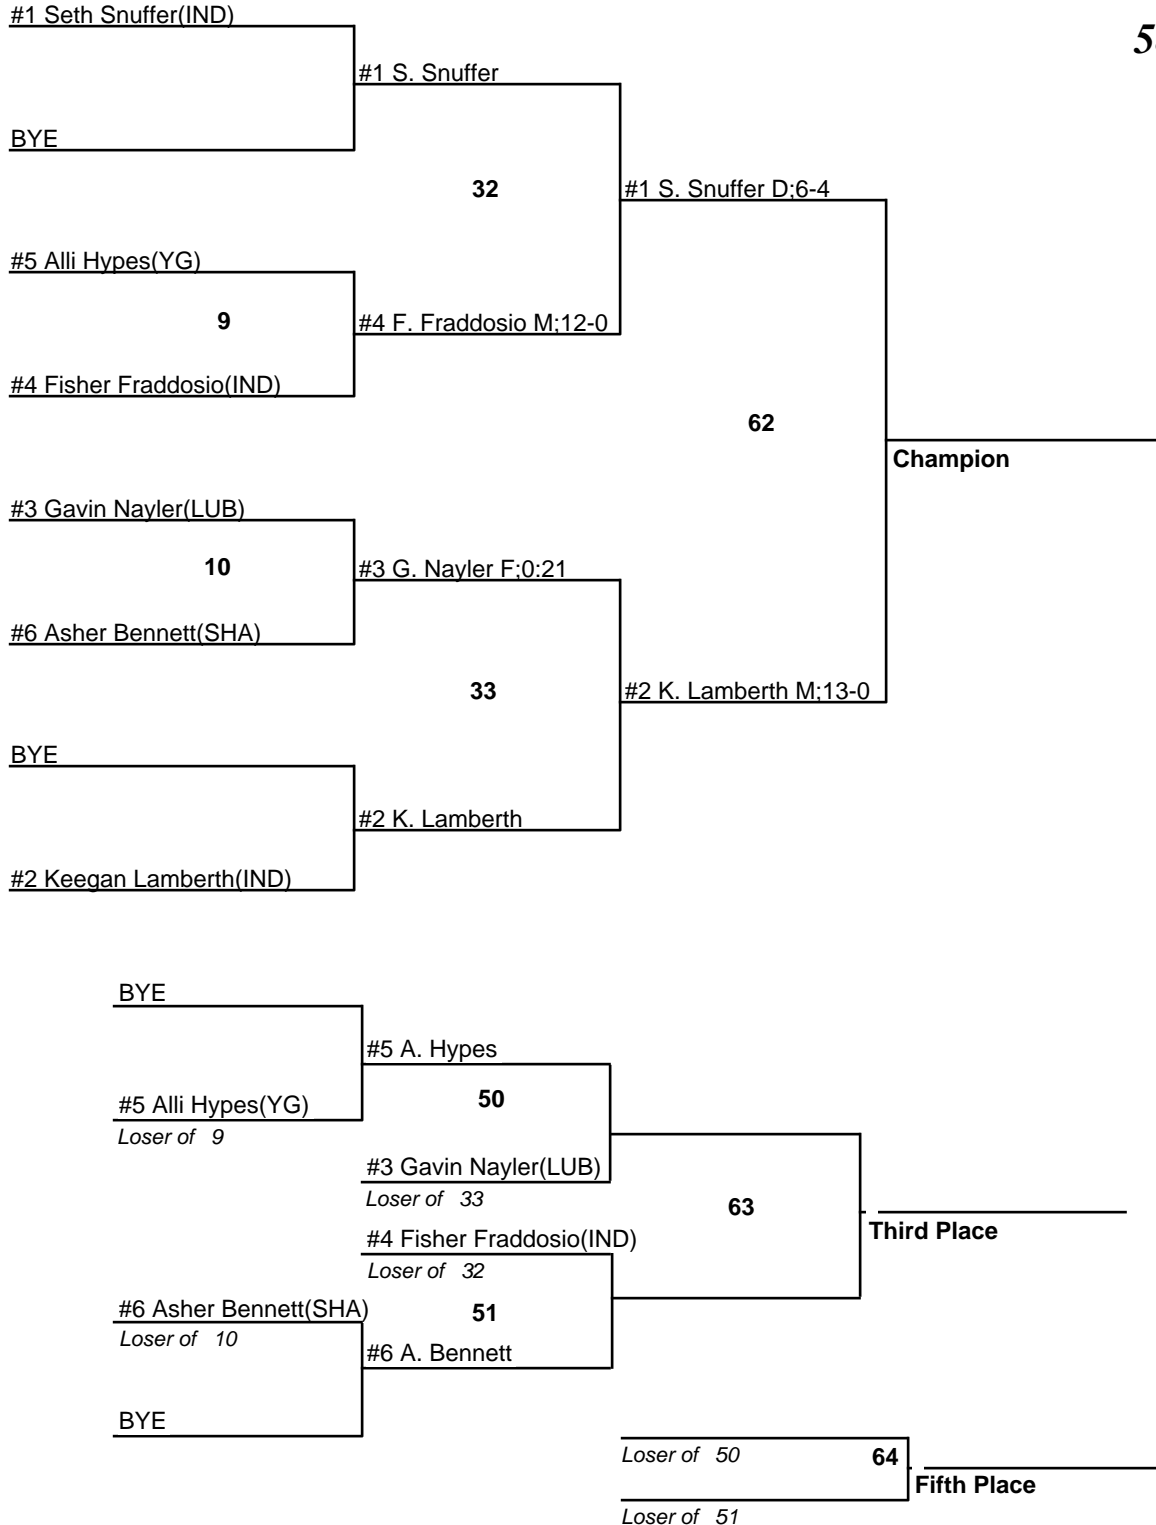 #1 Seth Snuffer(IND)
#1 S. Snuffer
BYE
32
#1 S. Snuffer D;6-4
#5 Alli Hypes(YG)
9
#4 F. Fraddosio M;12-0
#4 Fisher Fraddosio(IND)
62
Champion
#3 Gavin Nayler(LUB)
10
#3 G. Nayler F;0:21
#6 Asher Bennett(SHA)
33
#2 K. Lamberth M;13-0
BYE
#2 K. Lamberth
#2 Keegan Lamberth(IND)
BYE
#5 A. Hypes
#5 Alli Hypes(YG)
50
Loser of 9
#3 Gavin Nayler(LUB)
Loser of 33
63
#4 Fisher Fraddosio(IND)
Third Place
Loser of 32
#6 Asher Bennett(SHA)
51
Loser of 10
#6 A. Bennett
BYE
Loser of 50
64
Fifth Place
Loser of 51